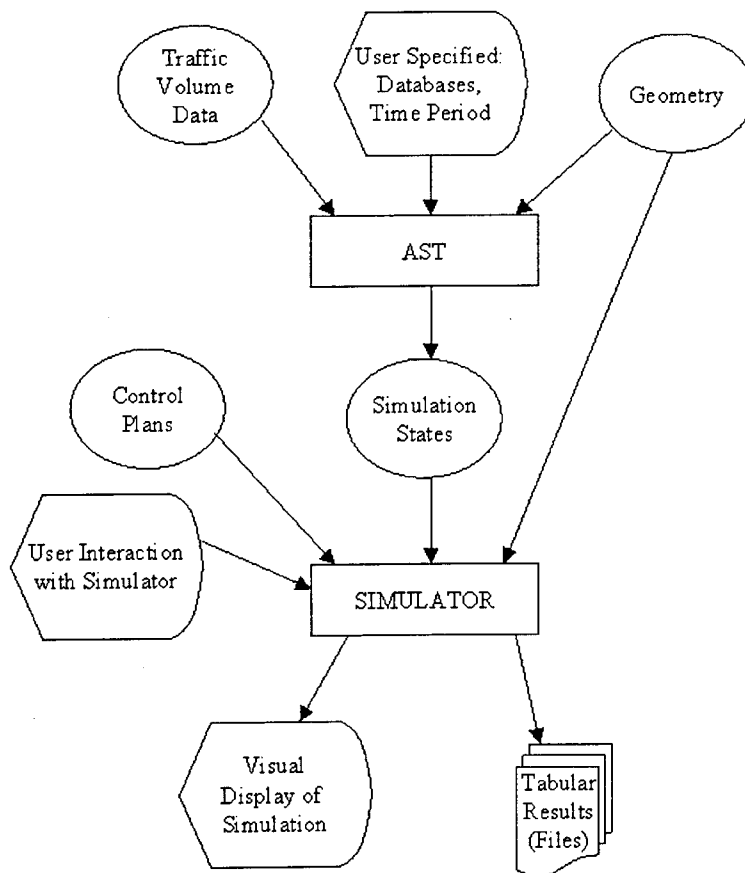 Traffic
Volume
Data
User Specified:
Databases,
Time Period
Geometry
AST
Control
Plans
Simulation
States
User Interaction
with Simulator
SIMULATOR
Visual
Display of
Simulation
Tabular
Results
(Files)